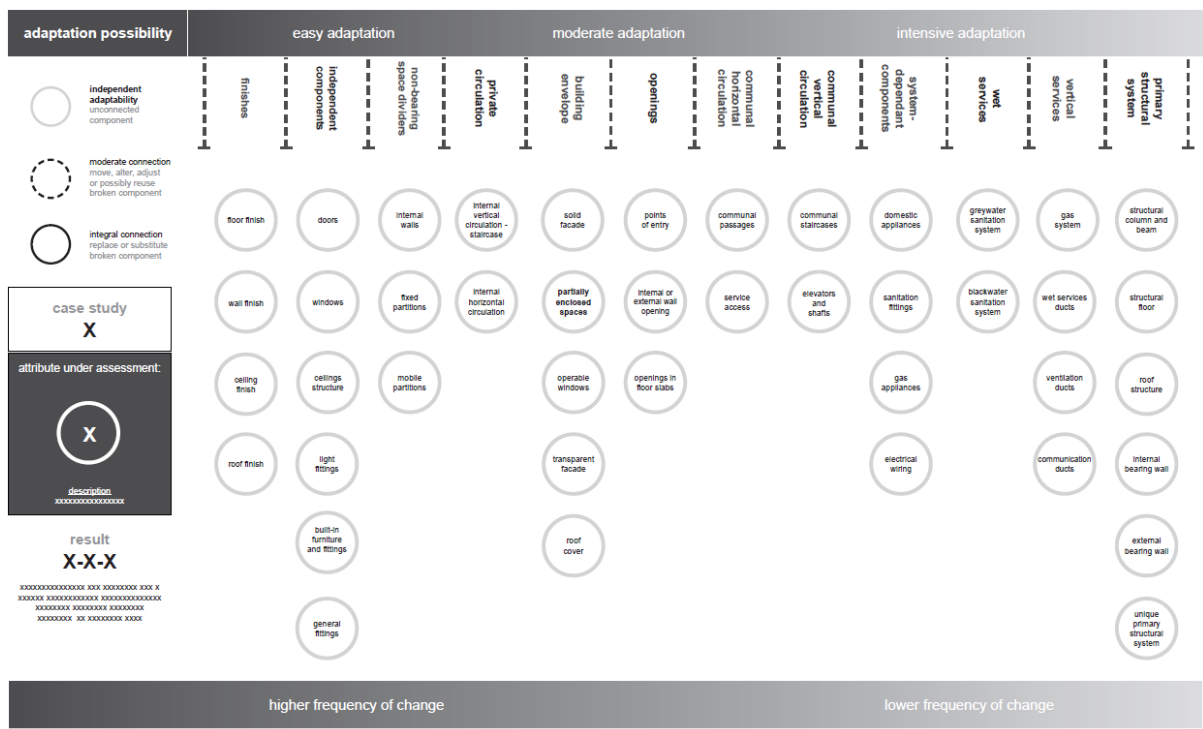 adaptation possibility
easy adaptation
moderate adaptation
intensive adaptation
independent
adaptability
unconnected
component
moderate connection
move, alter, adjust
or possibly reuse
broken component
integral connection
replace or substitute
broken component
case study
X
attribute under assessment:
X
description
xxxxxxxxxxxxxxxx
result
X-X-X
xxxxxxxxxxxxxxx xxx xxxxxxxx xxx x
xxxxxx xxxxxxxxxxxx xxxxxxxxxxxxxx
xxxxxxxx xxxxxxxx xxxxxxxx
xxxxxxxx xx xxxxxxxx xxxx
finishes
independent
components
non-bearing
space dividers
private
circulation
building
envelope
openings
communal
horizontal
circulation
communal
vertical
circulation
system-
dependant
components
wet
services
vertical
services
primary
structural
system
floor finish
doors
internal
walls
internal
vertical
circulation -
staircase
solid
facade
points
of entry
communal
passages
communal
staircases
domestic
appliances
greywater
sanitation
system
gas
system
structural
column and
beam
wall finish
windows
fixed
partitions
internal
horizontal
circulation
partially
enclosed
spaces
internal or
external wall
opening
service
access
elevators
and
shafts
sanitation
fittings
blackwater
sanitation
system
wet services
ducts
structural
floor
ceiling
finish
ceilings
structure
mobile
partitions
operable
windows
openings in
floor slabs
gas
appliances
ventilation
ducts
roof
structure
roof finish
light
fittings
transparent
facade
electrical
wiring
communication
ducts
internal
bearing wall
built-in
furniture
and fittings
roof
cover
external
bearing wall
general
fittings
unique
primary
structural
system
higher frequency of change
lower frequency of change